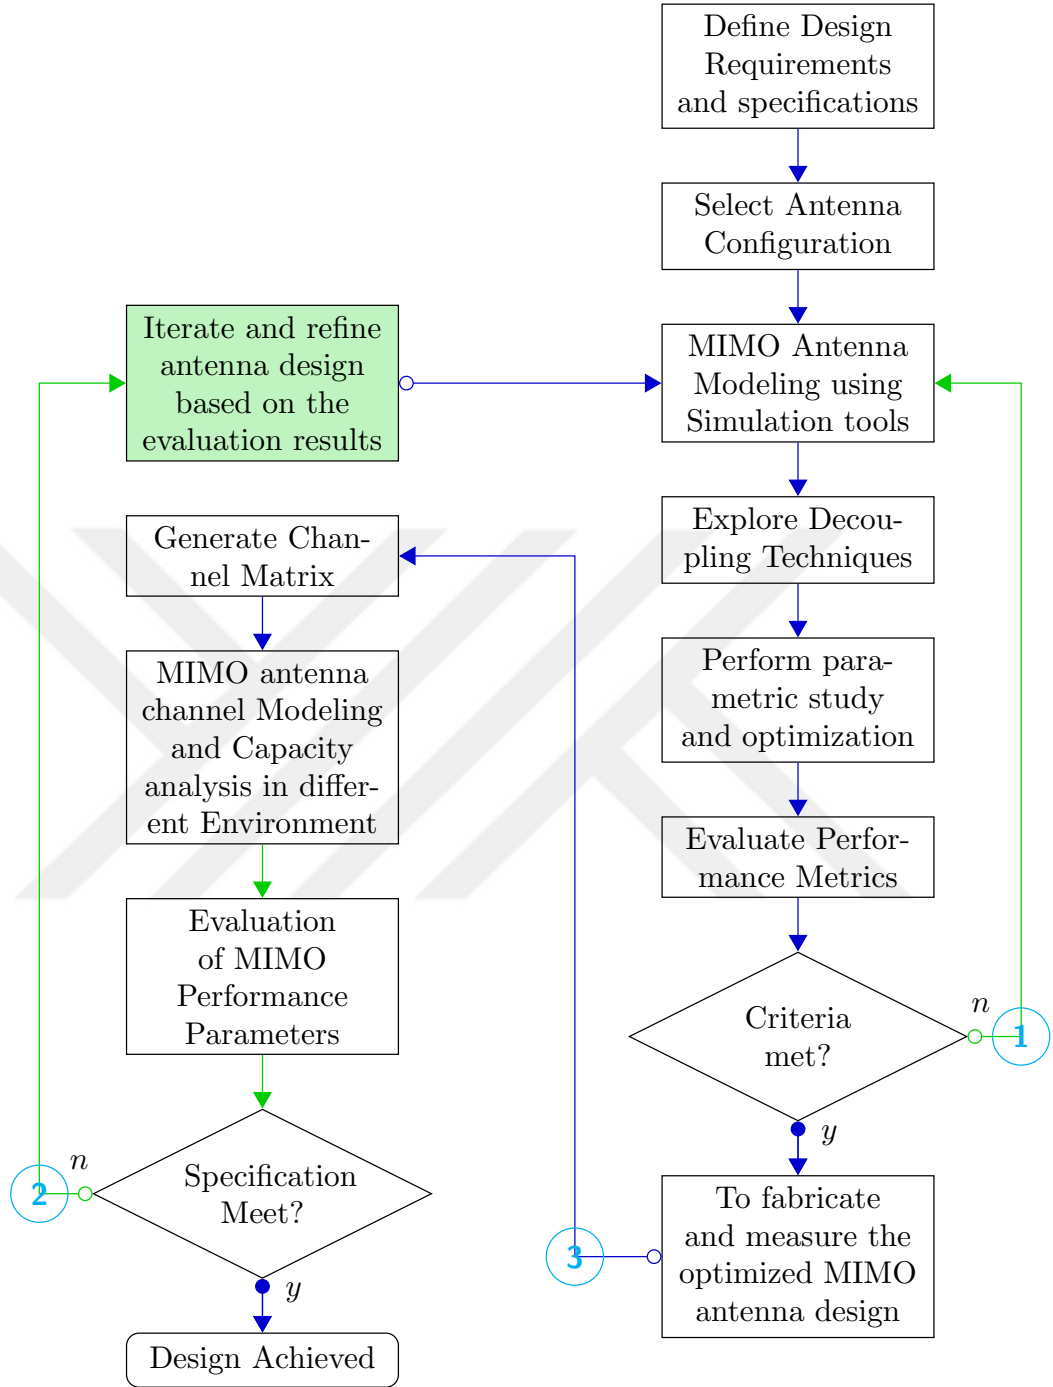 Define Design
Requirements
and specifications
Select Antenna
Configuration
MIMO Antenna
Modeling using
Simulation tools
Explore Decou-
pling Techniques
Perform para-
metric study
and optimization
Evaluate Perfor-
mance Metrics
Criteria
met?
n
1
y
To fabricate
and measure the
optimized MIMO
antenna design
3
Iterate and refine
antenna design
based on the
evaluation results
Generate Chan-
nel Matrix
MIMO antenna
channel Modeling
and Capacity
analysis in differ-
ent Environment
Evaluation
of MIMO
Performance
Parameters
Specification
Meet?
n
2
y
Design Achieved